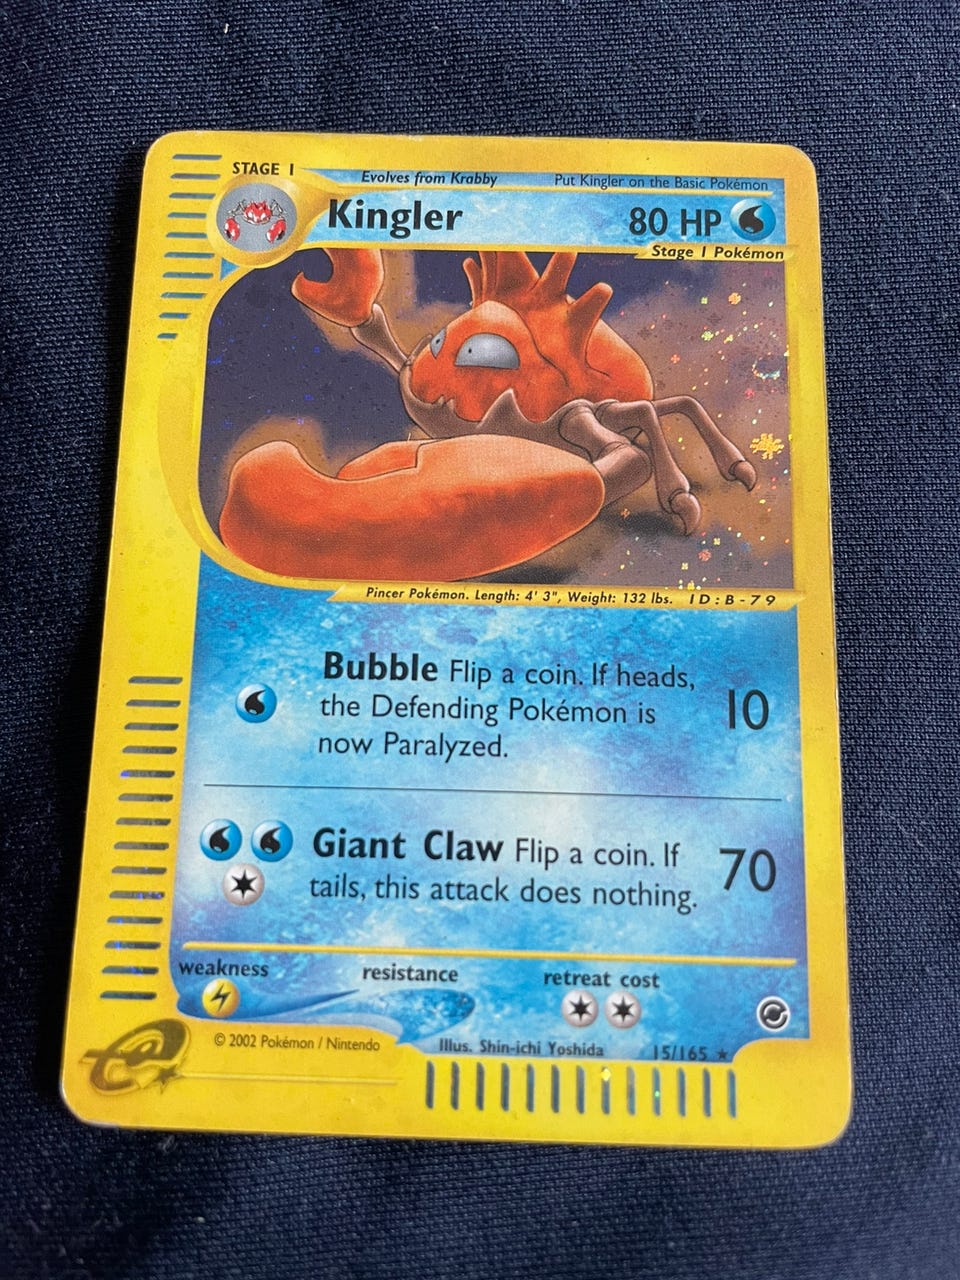 STAGE 1
Evolves from Krabby
Put Kingler on the Basic Pokémon
Kingler
80 HP
Stage 1 Pokémon
Pincer Pokémon. Length: 4' 3", Weight: 132 lbs. ID:B-79
Bubble Flip a coin. If heads,
the Defending Pokémon is
now Paralyzed.
10
Giant Claw Flip a coin. If
tails, this attack does nothing.
70
weakness
resistance
retreat cost
e
© 2002 Pokémon / Nintendo
Illus. Shin-ichi Yoshida
15/165 ★